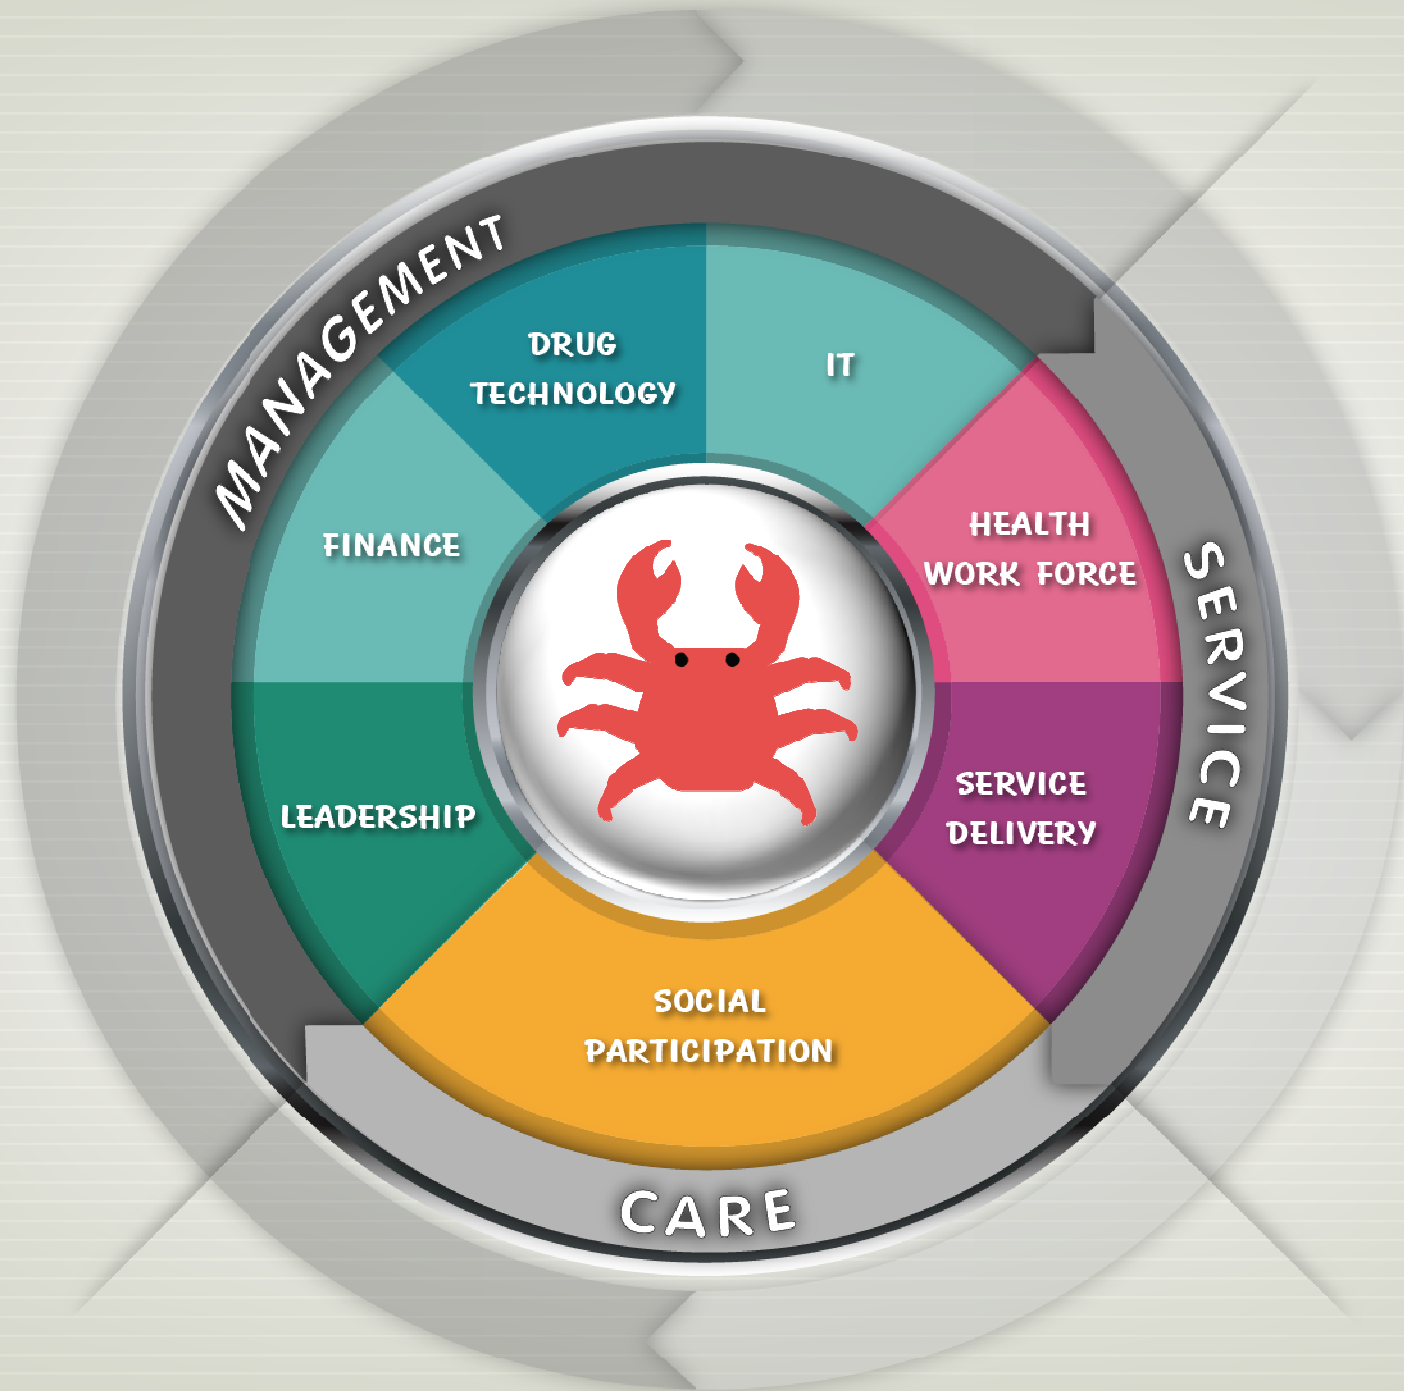 MANAGEMENT
DRUG
TECHNOLOGY
IT
FINANCE
HEALTH
WORK FORCE
SERVICE
LEADERSHIP
SERVICE
DELIVERY
SOCIAL
PARTICIPATION
CARE